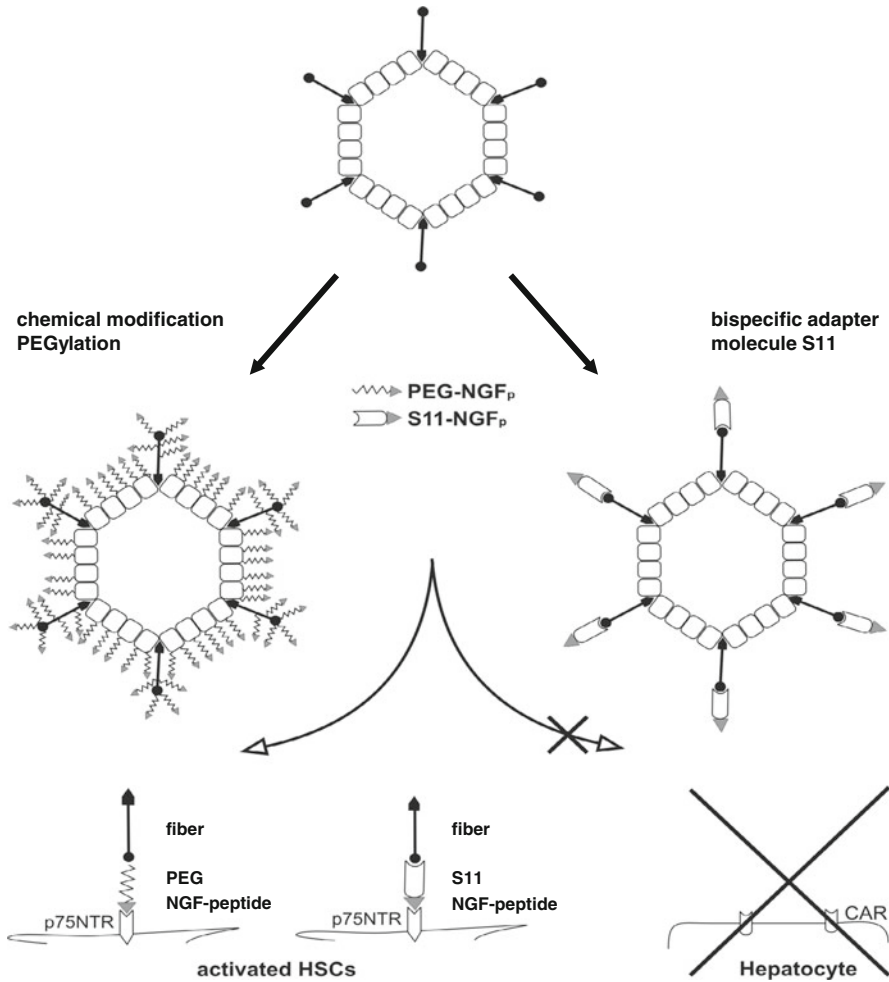 chemical modification
PEGylation
bispecific adapter
molecule S11
PEG-NGFp
S11-NGFp
fiber
PEG
NGF-peptide
p75NTR
fiber
S11
NGF-peptide
p75NTR
activated HSCs
CAR
Hepatocyte